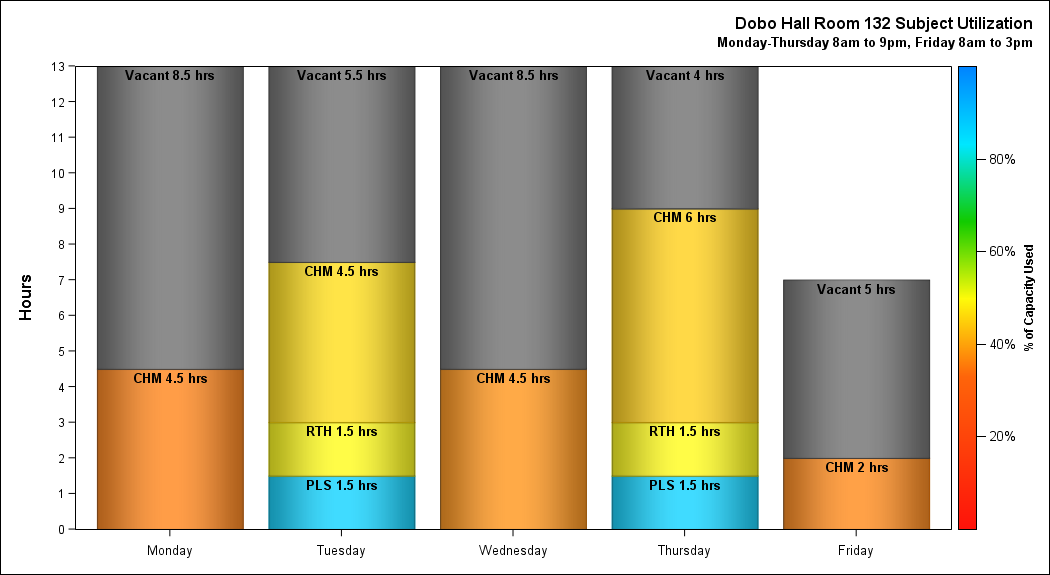 Dobo Hall Room 132 Subject Utilization
Monday-Thursday 8am to 9pm, Friday 8am to 3pm
Hours
13
12
11
10
9
8
7
6
5
4
3
2
1
0
Vacant 8.5 hrs
CHM 4.5 hrs
Vacant 5.5 hrs
CHM 4.5 hrs
RTH 1.5 hrs
PLS 1.5 hrs
Vacant 8.5 hrs
CHM 4.5 hrs
Vacant 4 hrs
CHM 6 hrs
RTH 1.5 hrs
PLS 1.5 hrs
Vacant 5 hrs
CHM 2 hrs
Monday
Tuesday
Wednesday
Thursday
Friday
80%
60%
40%
20%
% of Capacity Used